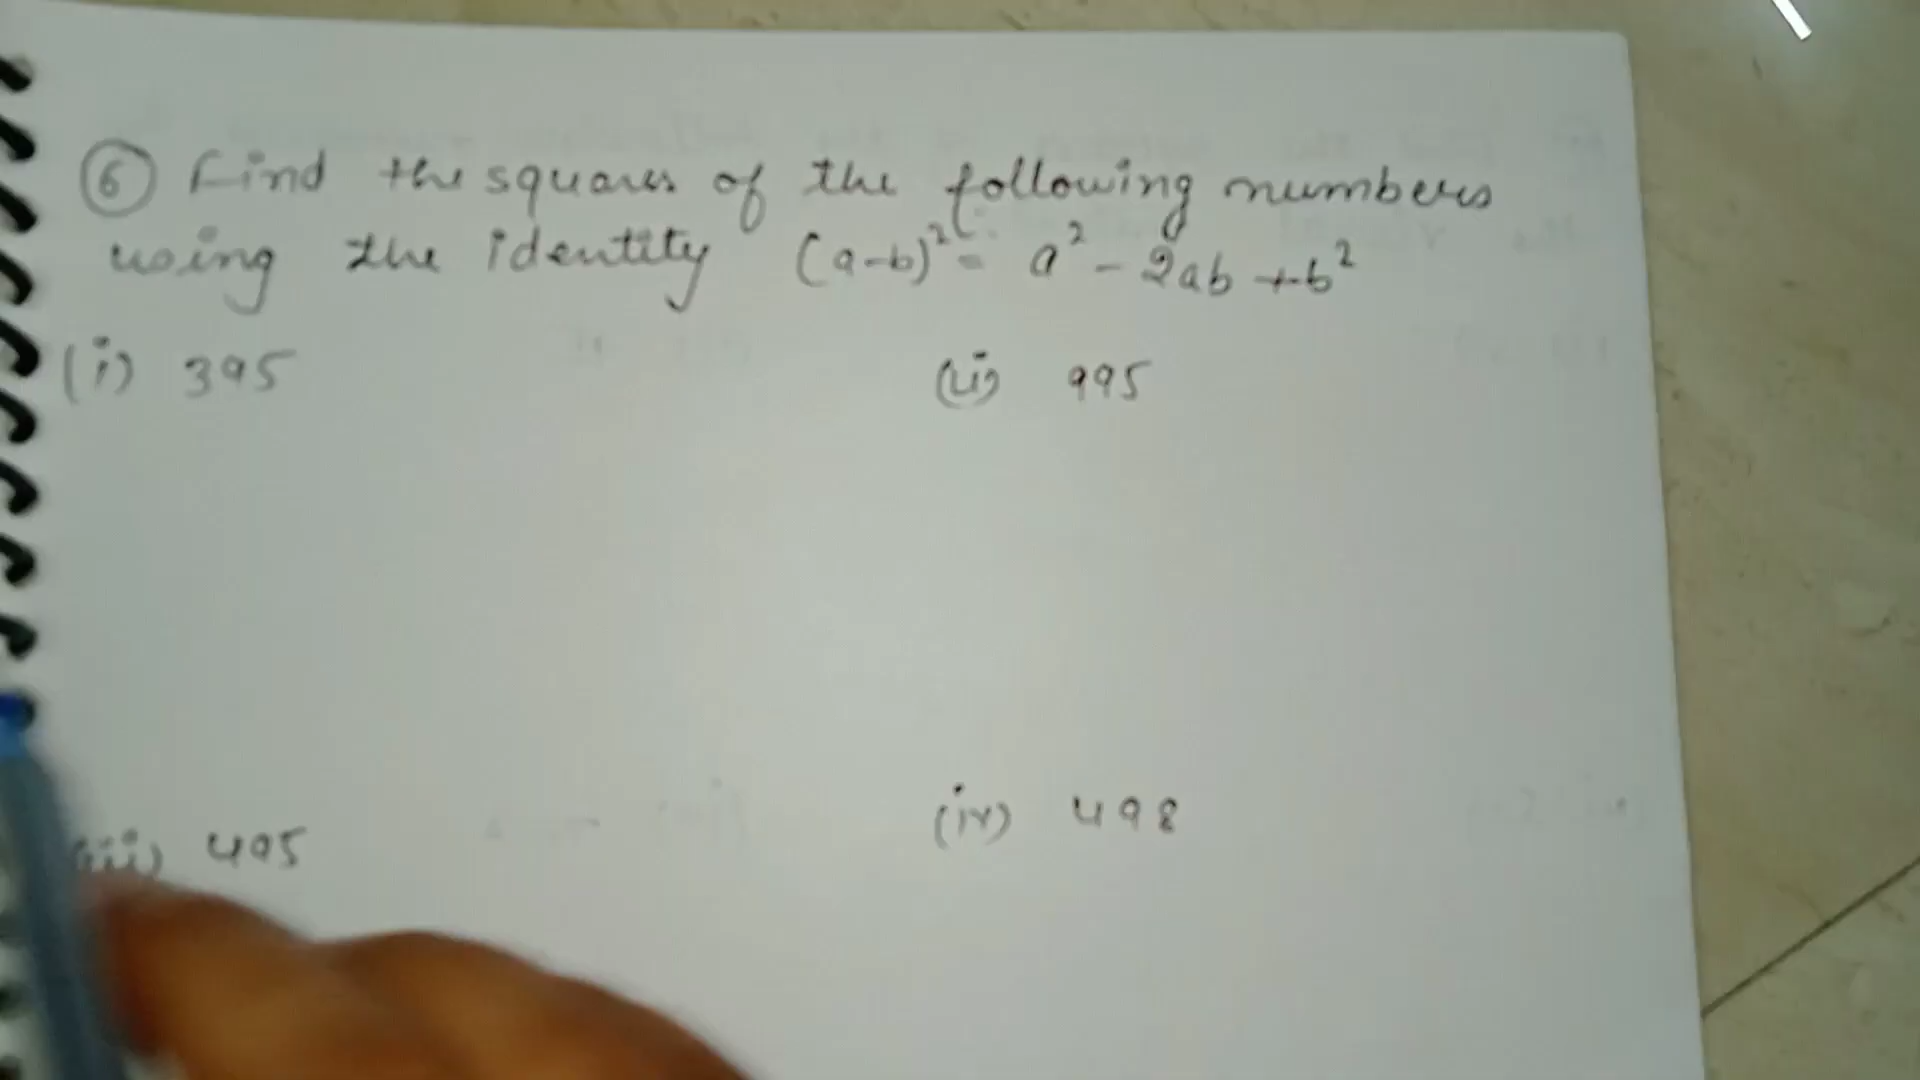 ⑥ Find the squares of the following numbers
using the identity (a-b)² = a² - 2ab + b²
(i) 395 (ii) 995
(iv) 498
(iii) 495